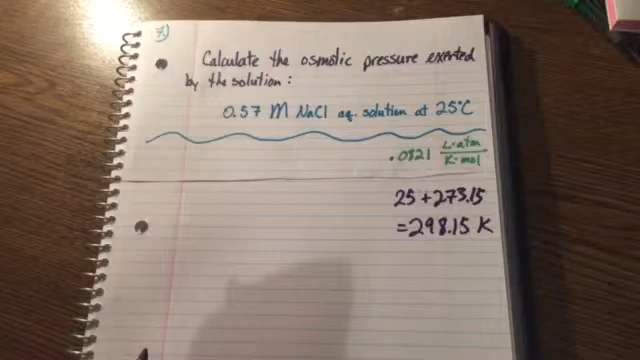 7.)
Calculate the osmotic pressure exerted
by the solution:
0.57 M NaCl aq. solution at 25°C
.0821 L·atm
K·mol
25 + 273.15
= 298.15 K